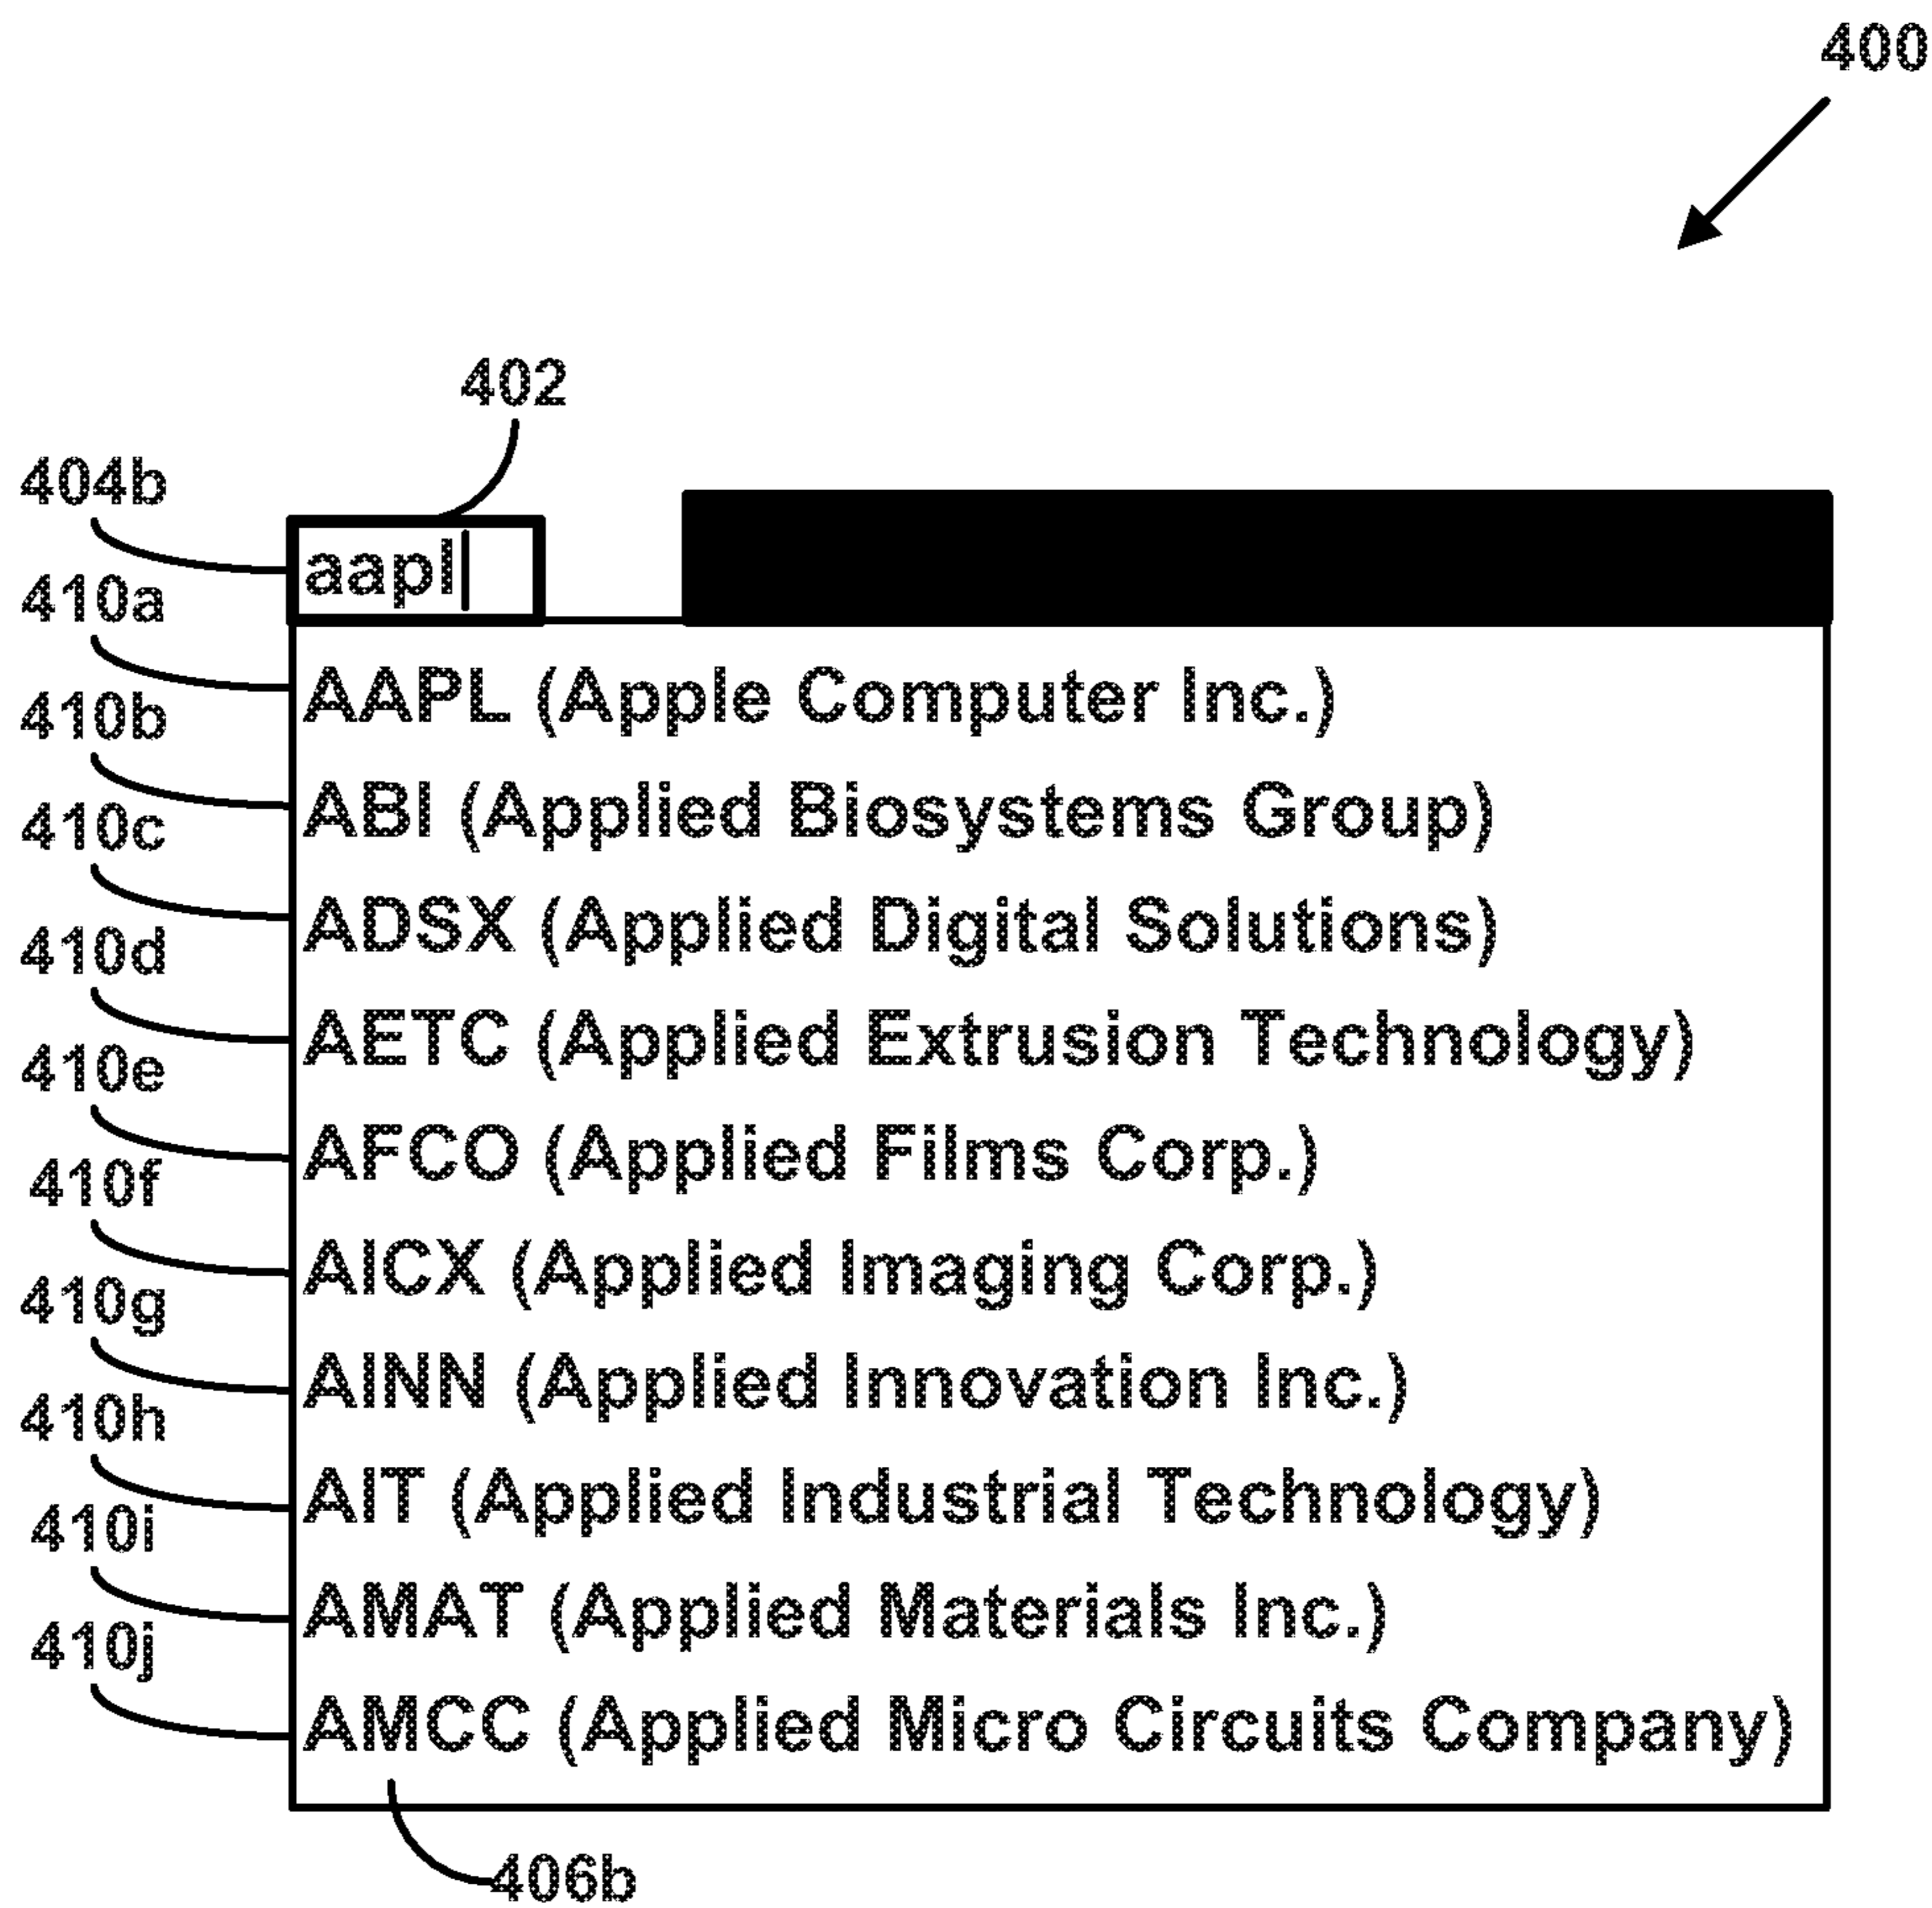 400
402
404b
aapl
410a
AAPL (Apple Computer Inc.)
410b
ABI (Applied Biosystems Group)
410c
ADSX (Applied Digital Solutions)
410d
AETC (Applied Extrusion Technology)
410e
AFCO (Applied Films Corp.)
410f
AICX (Applied Imaging Corp.)
410g
AINN (Applied Innovation Inc.)
410h
AIT (Applied Industrial Technology)
410i
AMAT (Applied Materials Inc.)
410j
AMCC (Applied Micro Circuits Company)
406b